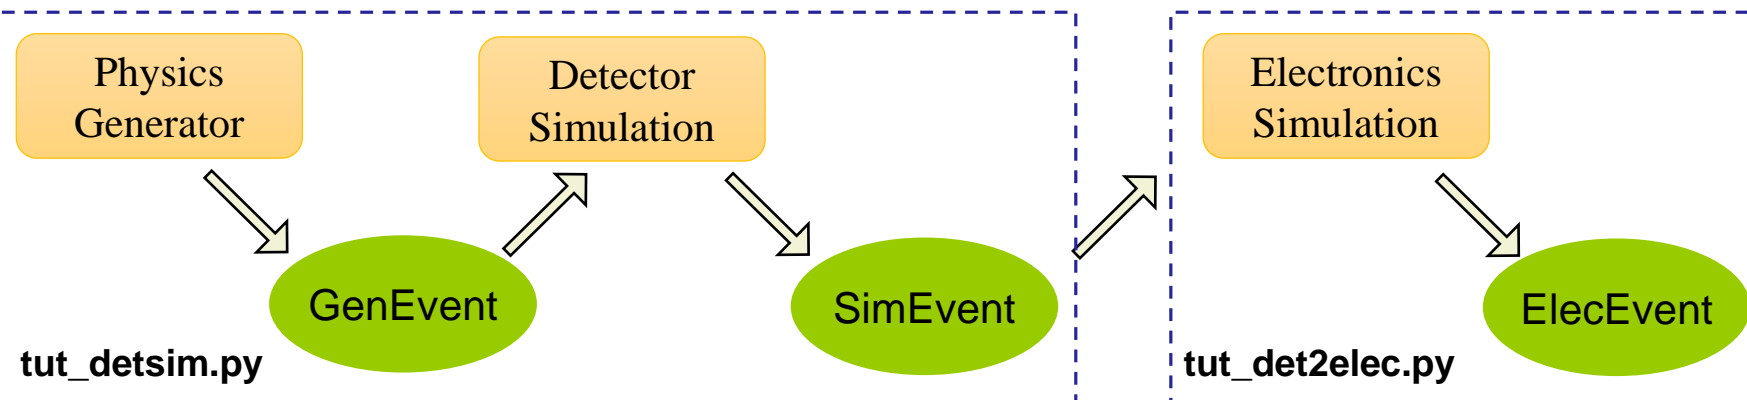 Physics
Generator
Detector
Simulation
Electronics
Simulation
GenEvent
SimEvent
ElecEvent
tut_detsim.py
tut_det2elec.py